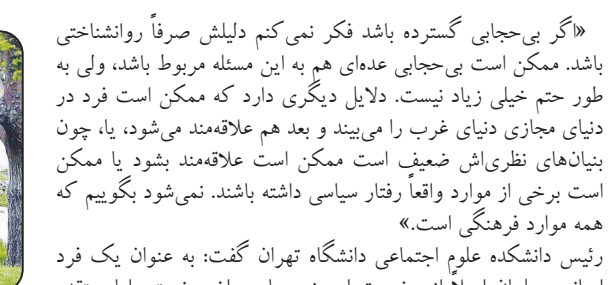 «اگر بی‌حجابی گسترده باشد فکر نمی‌کنم دلیلش صرفاً روانشناختی
باشد. ممکن است بی‌حجابی عده‌ای هم به این مسئله مربوط باشد، ولی به
طور حتم خیلی زیاد نیست. دلایل دیگری دارد که ممکن است فرد در
دنیای مجازی دنیای غرب را می‌بیند و بعد هم علاقه‌مند می‌شود، یا، چون
بنیان‌های نظری‌اش ضعیف است ممکن است علاقه‌مند بشود یا ممکن
است برخی از موارد واقعاً رفتار سیاسی داشته باشند. نمی‌شود بگوییم که
همه موارد فرهنگی است.»
رئیس دانشکده علوم اجتماعی دانشگاه تهران گفت: به عنوان یک فرد